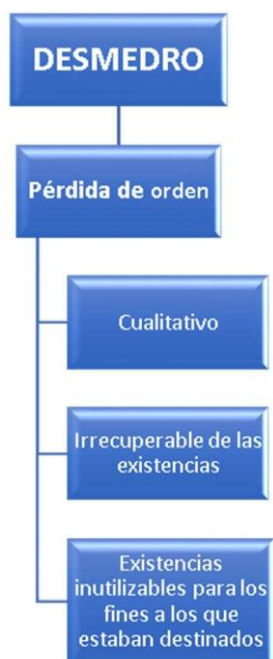 DESMEDRO
Pérdida de orden
Cualitativo
Irrecuperable de las
existencias
Existencias
inutilizables para los
fines a los que
estaban destinados